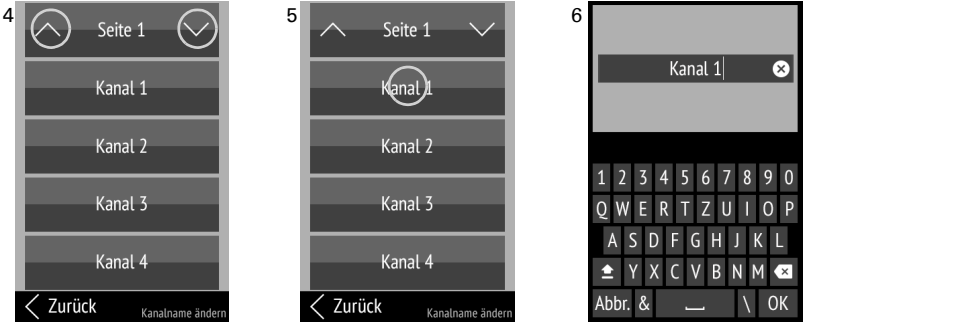 4
Seite 1
Kanal 1
Kanal 2
Kanal 3
Kanal 4
Zurück
Kanalname ändern
5
Seite 1
Kanal 1
Kanal 2
Kanal 3
Kanal 4
Zurück
Kanalname ändern
6
Kanal 1
1 2 3 4 5 6 7 8 9 0
Q W E R T Z U I O P
A S D F G H J K L
Y X C V B N M
Abbr. & \ OK